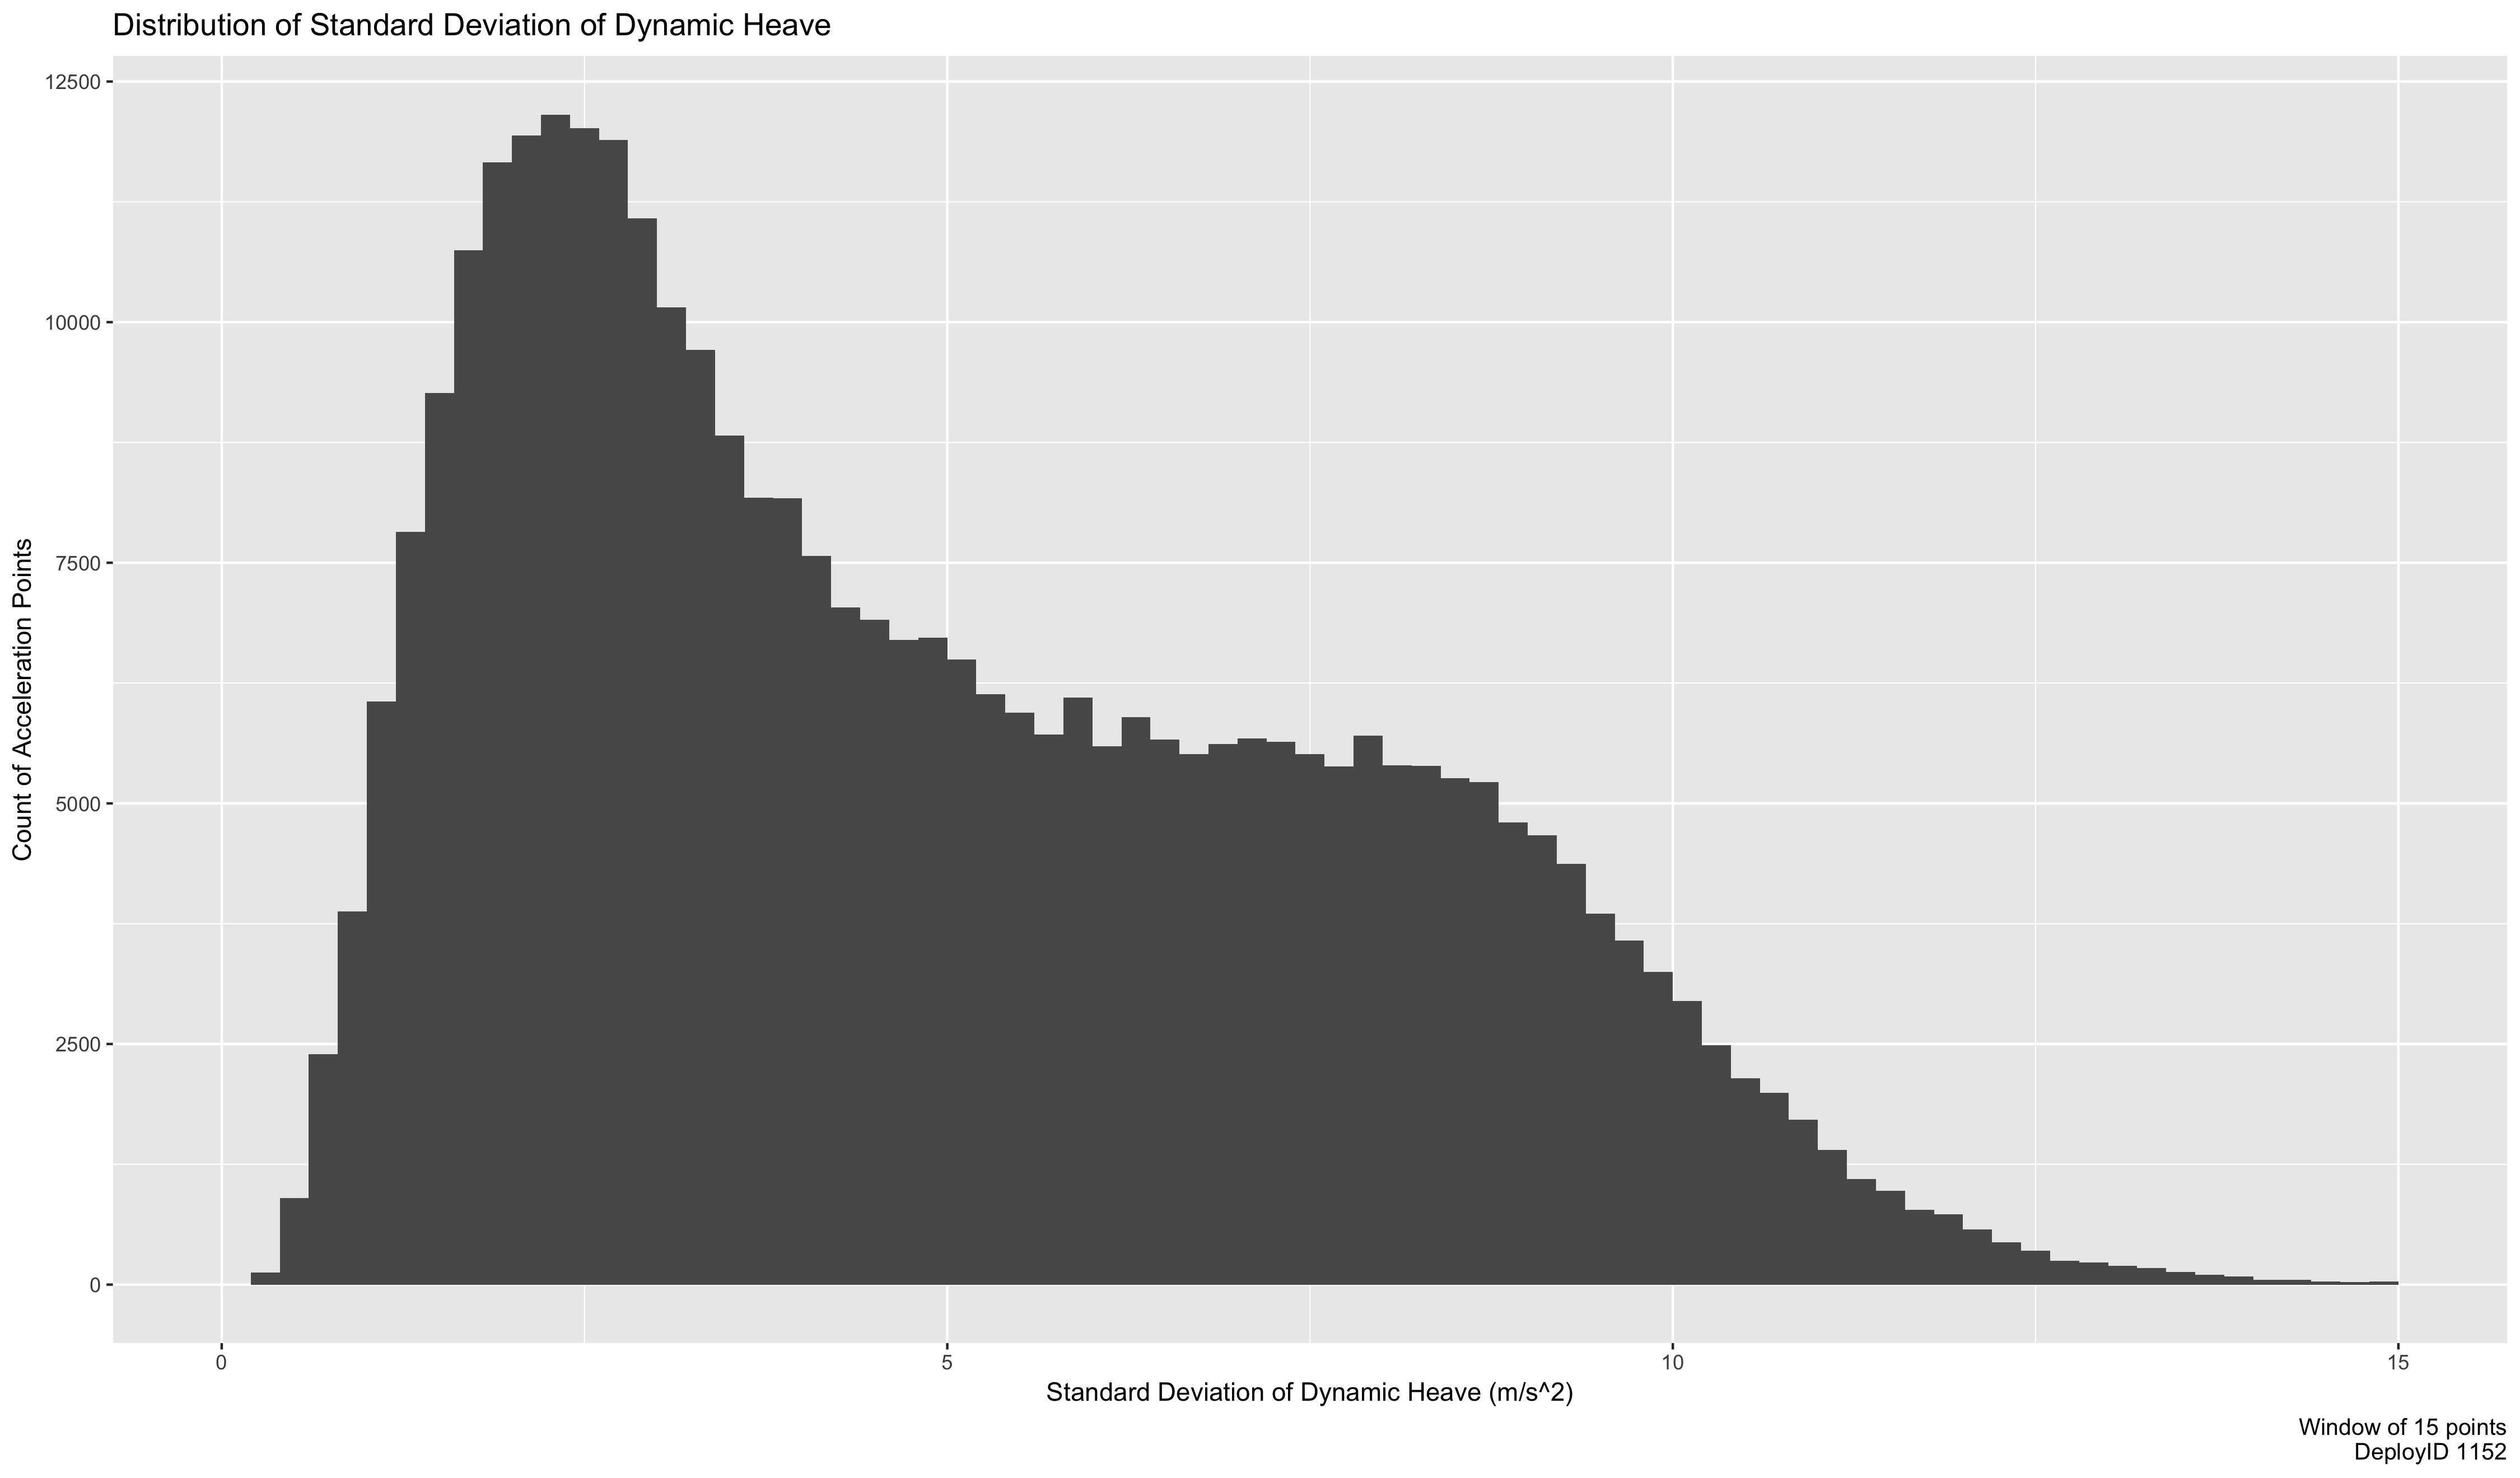 Distribution of Standard Deviation of Dynamic Heave
12500
10000
7500
5000
2500
0
Count of Acceleration Points
0 5 10 15
Standard Deviation of Dynamic Heave (m/s^2)
Window of 15 points
DeployID 1152